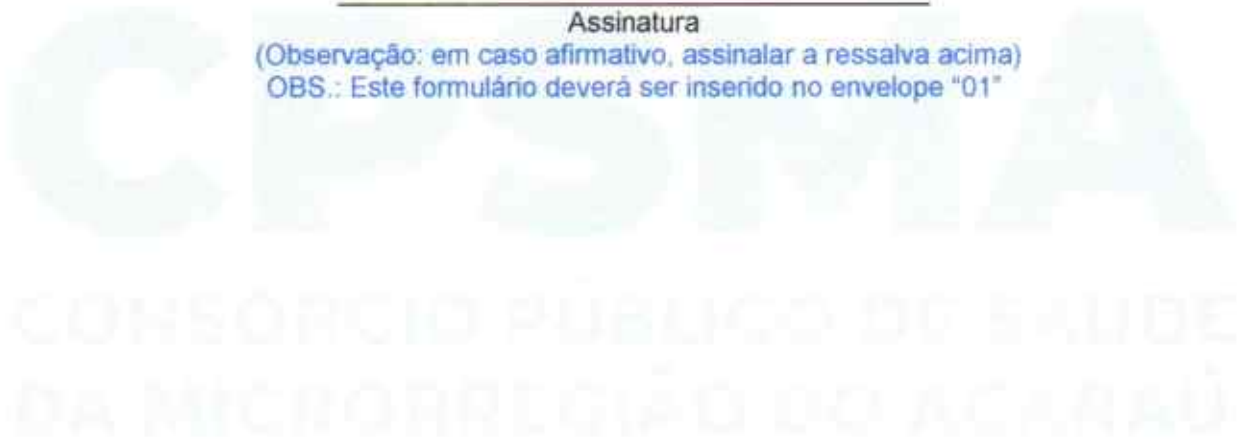 Assinatura
(Observação: em caso afirmativo, assinalar a ressalva acima)
OBS.: Este formulário deverá ser inserido no envelope “01”
CPSMA
CONSÓRCIO PÚBLICO DE SAÚDE
DA MICRORREGIÃO DO ACARAÚ